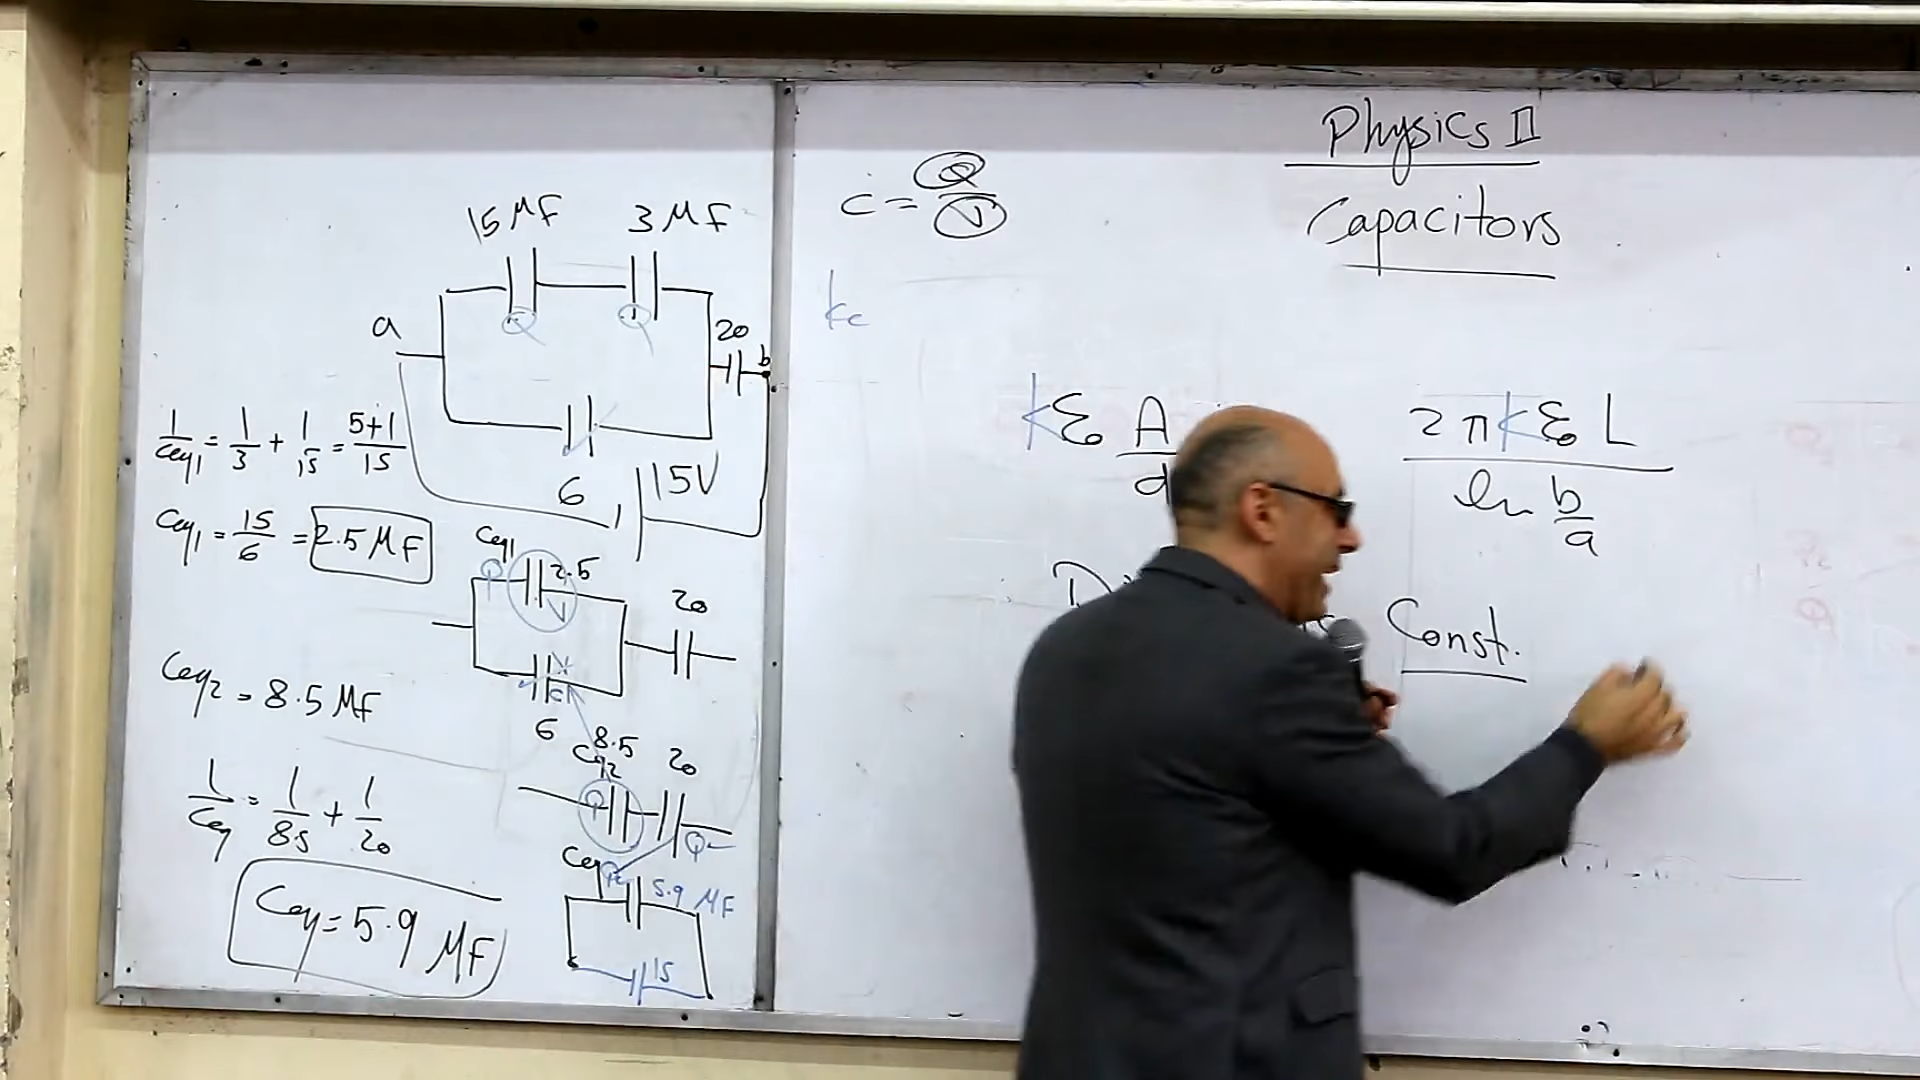 15 μF 3 μF
a
20
b
Q Q
6
15V
1/Ceq1 = 1/3 + 1/15 = 5+1/15
Ceq1 = 15/6 = 2.5 μF
Ceq1
Q
2.5
V
20
6
Ceq2 = 8.5 μF
8.5
Ceq2
20
Q
Q
1/Ceq = 1/8.5 + 1/20
Ceq
5.9 μF
Ceq = 5.9 μF
15
Physics II
Capacitors
C = Q/V
kc
kε₀ A/d
2πkε₀ L
ln b/a
Const.